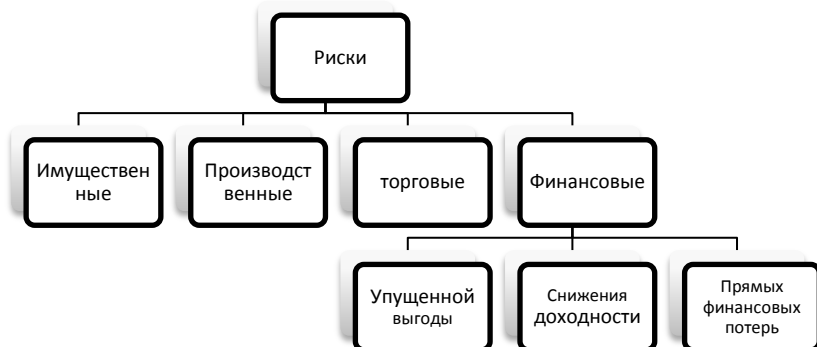 Риски
Имуществен
ные
Производст
венные
торговые
Финансовые
Упущенной
выгоды
Снижения
доходности
Прямых
финансовых
потерь